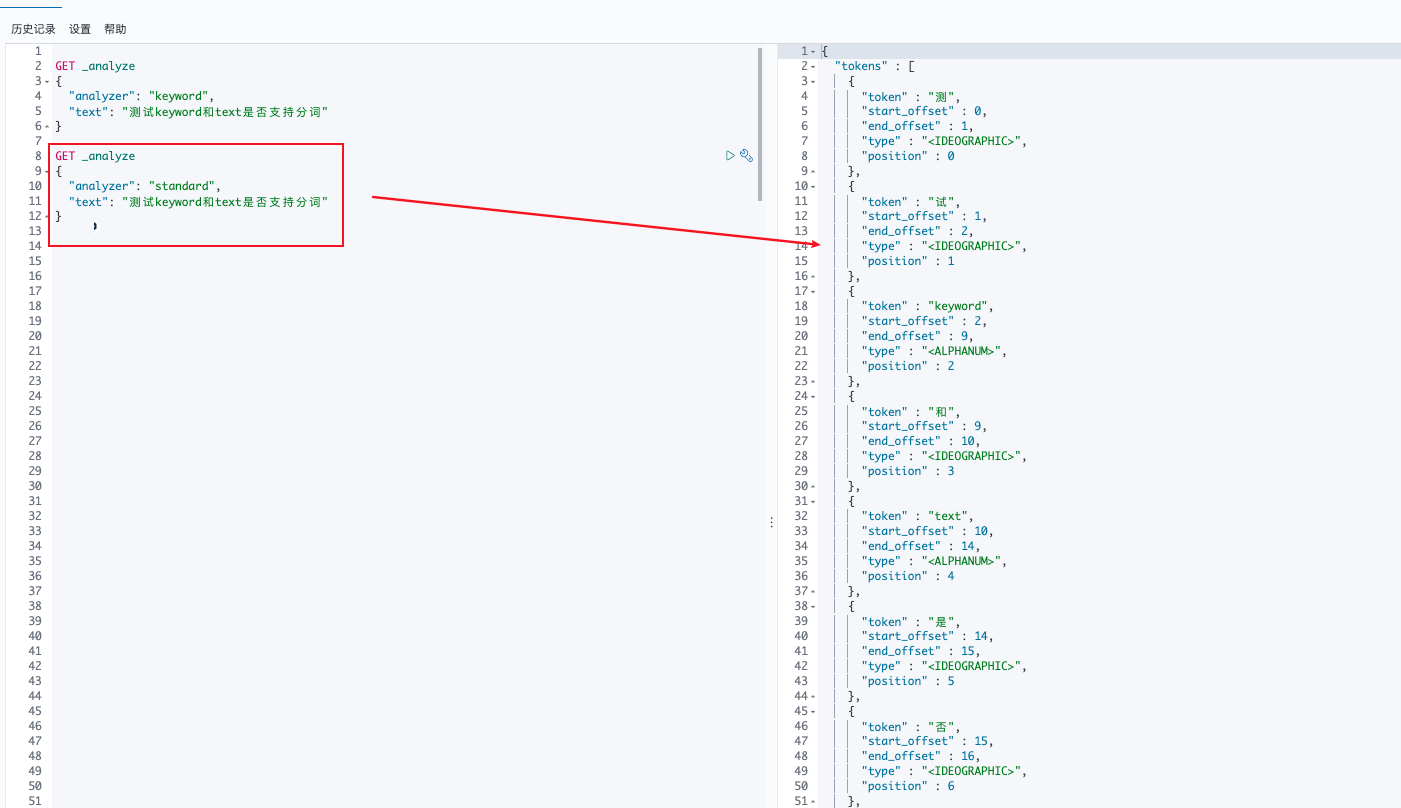 历史记录 设置 帮助
1
2 GET _analyze
3 {
4 "analyzer": "keyword",
5 "text": "测试keyword和text是否支持分词"
6 }
7
8 GET _analyze
9 {
10 "analyzer": "standard",
11 "text": "测试keyword和text是否支持分词"
12 }
13
14
15
16
17
18
19
20
21
22
23
24
25
26
27
28
29
30
31
32
33
34
35
36
37
38
39
40
41
42
43
44
45
46
47
48
49
50
51
1 {
2 "tokens" : [
3 {
4 "token" : "测",
5 "start_offset" : 0,
6 "end_offset" : 1,
7 "type" : "<IDEOGRAPHIC>",
8 "position" : 0
9 },
10 {
11 "token" : "试",
12 "start_offset" : 1,
13 "end_offset" : 2,
14 "type" : "<IDEOGRAPHIC>",
15 "position" : 1
16 },
17 {
18 "token" : "keyword",
19 "start_offset" : 2,
20 "end_offset" : 9,
21 "type" : "<ALPHANUM>",
22 "position" : 2
23 },
24 {
25 "token" : "和",
26 "start_offset" : 9,
27 "end_offset" : 10,
28 "type" : "<IDEOGRAPHIC>",
29 "position" : 3
30 },
31 {
32 "token" : "text",
33 "start_offset" : 10,
34 "end_offset" : 14,
35 "type" : "<ALPHANUM>",
36 "position" : 4
37 },
38 {
39 "token" : "是",
40 "start_offset" : 14,
41 "end_offset" : 15,
42 "type" : "<IDEOGRAPHIC>",
43 "position" : 5
44 },
45 {
46 "token" : "否",
47 "start_offset" : 15,
48 "end_offset" : 16,
49 "type" : "<IDEOGRAPHIC>",
50 "position" : 6
51 },